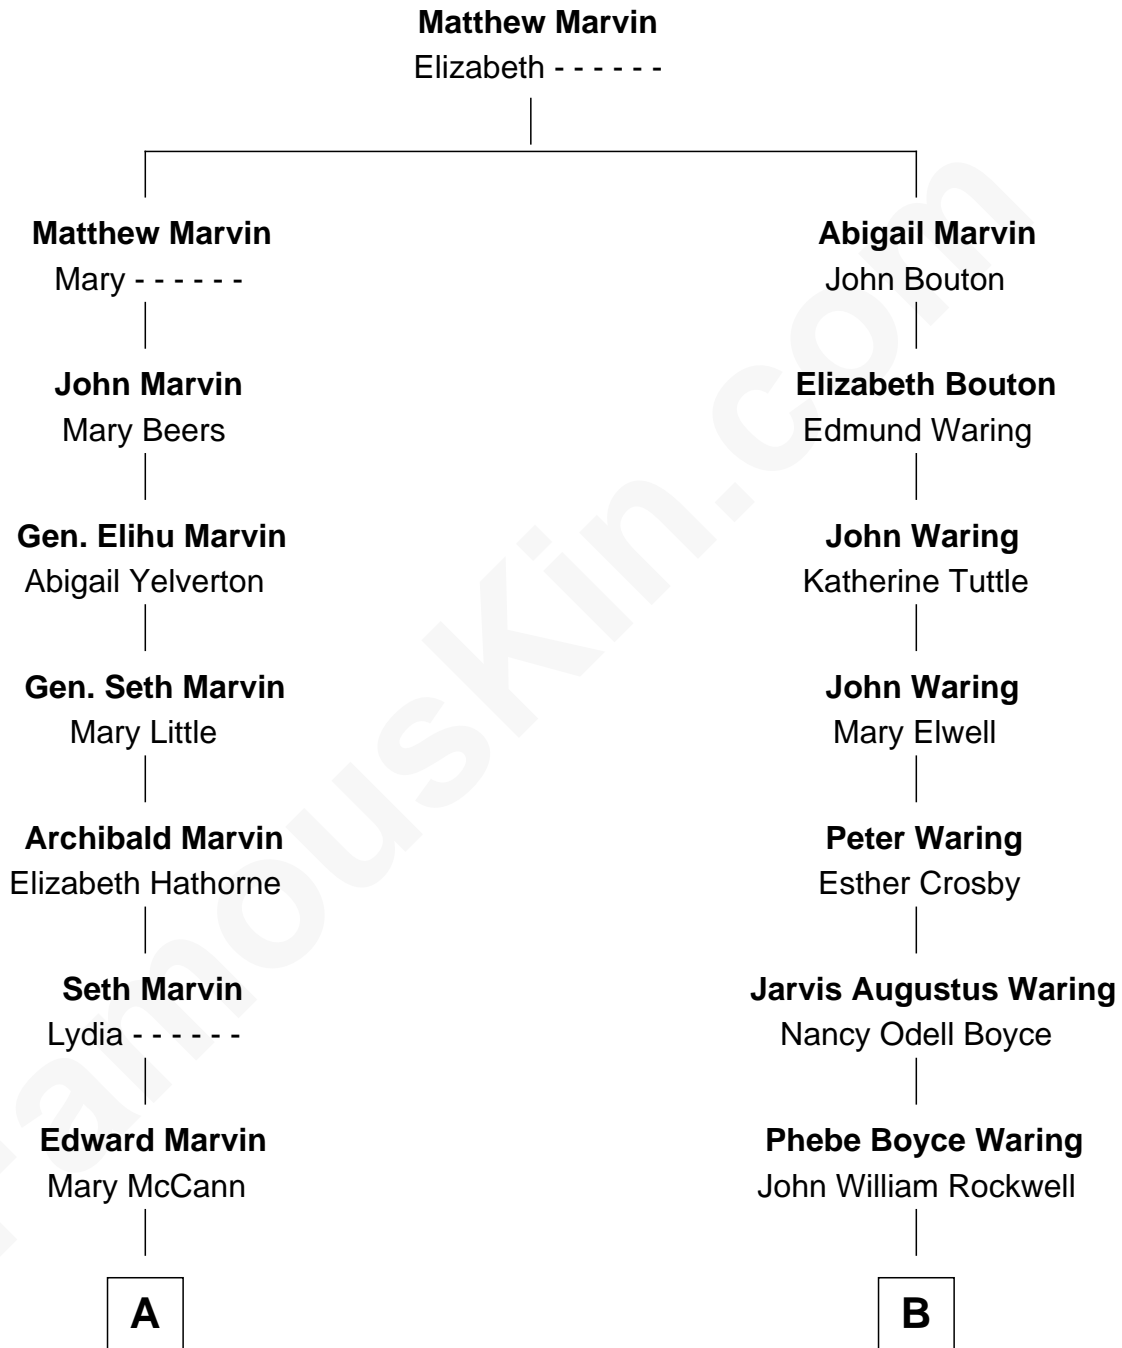 Matthew Marvin
Elizabeth - - - - - -
Matthew Marvin
Mary - - - - - -
Abigail Marvin
John Bouton
John Marvin
Mary Beers
Elizabeth Bouton
Edmund Waring
Gen. Elihu Marvin
Abigail Yelverton
John Waring
Katherine Tuttle
Gen. Seth Marvin
Mary Little
John Waring
Mary Elwell
Archibald Marvin
Elizabeth Hathorne
Peter Waring
Esther Crosby
Seth Marvin
Lydia - - - - - -
Jarvis Augustus Waring
Nancy Odell Boyce
Edward Marvin
Mary McCann
Phebe Boyce Waring
John William Rockwell
A
B
FamousKin.com